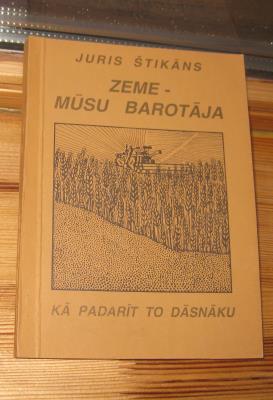 JURIS ŠTIKĀNS
ZEME -
MŪSU BAROTĀJA
KĀ PADARĪT TO DĀSNĀKU